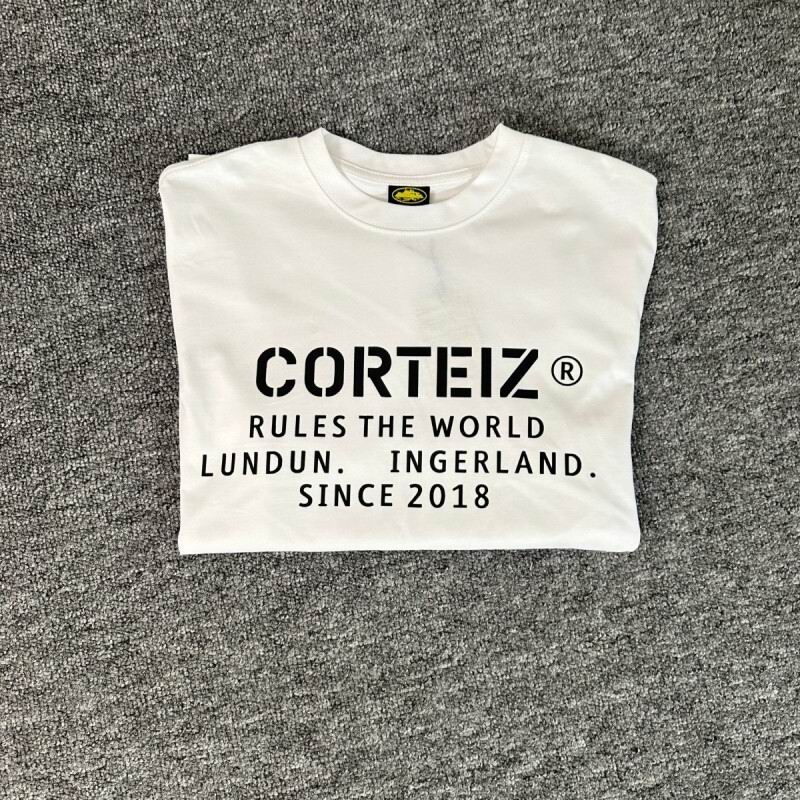 CORTEIZ ®
RULES THE WORLD
LUNDUN. INGERLAND.
SINCE 2018